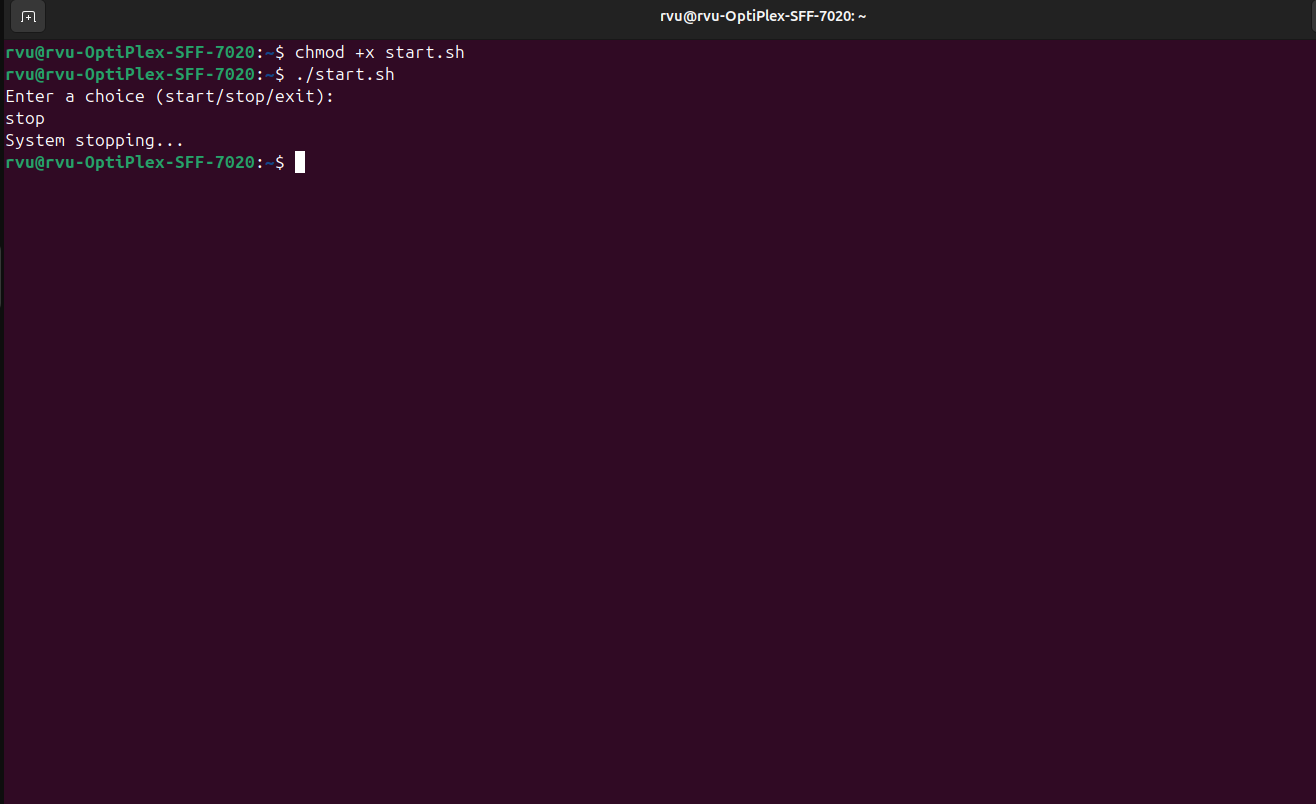 rvu@rvu-OptiPlex-SFF-7020: ~
rvu@rvu-OptiPlex-SFF-7020:~$ chmod +x start.sh
rvu@rvu-OptiPlex-SFF-7020:~$ ./start.sh
Enter a choice (start/stop/exit):
stop
System stopping...
rvu@rvu-OptiPlex-SFF-7020:~$